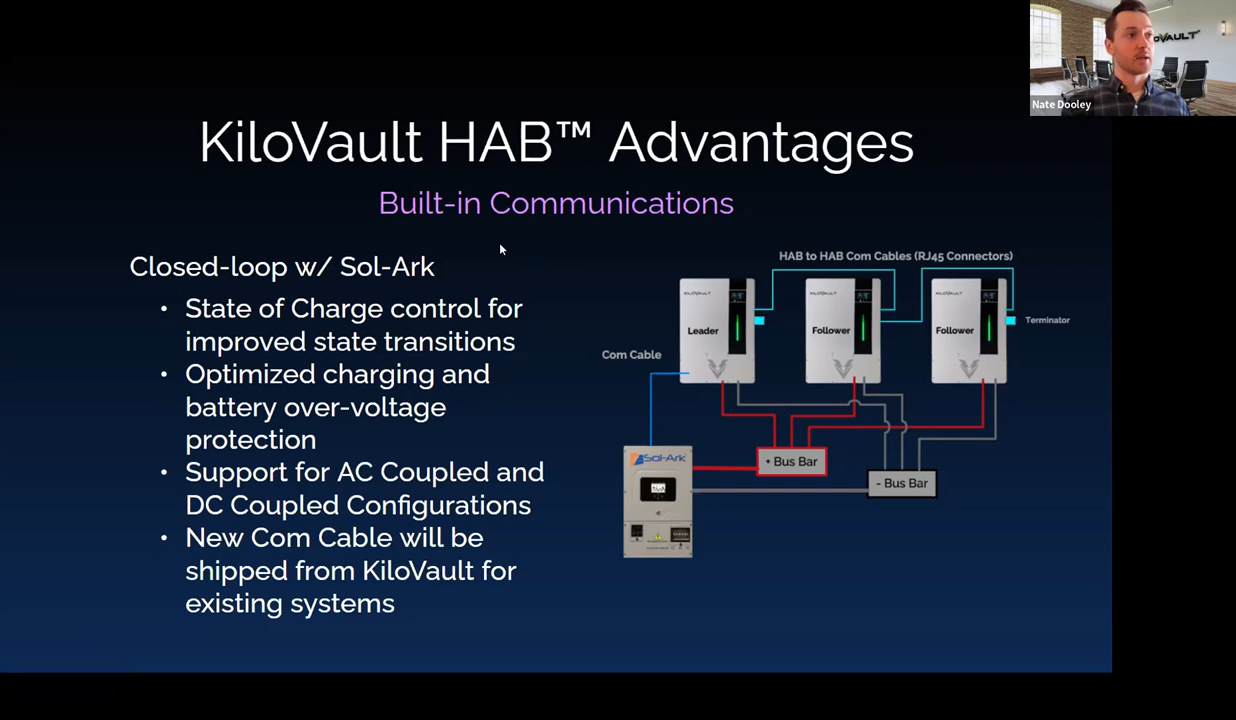 KiloVault HAB™ Advantages
Built-in Communications
Closed-loop w/ Sol-Ark
• State of Charge control for
improved state transitions
• Optimized charging and
battery over-voltage
protection
• Support for AC Coupled and
DC Coupled Configurations
• New Com Cable will be
shipped from KiloVault for
existing systems
HAB to HAB Com Cables (RJ45 Connectors)
KILOVAULT
KILOVAULT
KILOVAULT
Leader
Follower
Follower
Terminator
Com Cable
Sol-Ark
+ Bus Bar
- Bus Bar
Nate Dooley